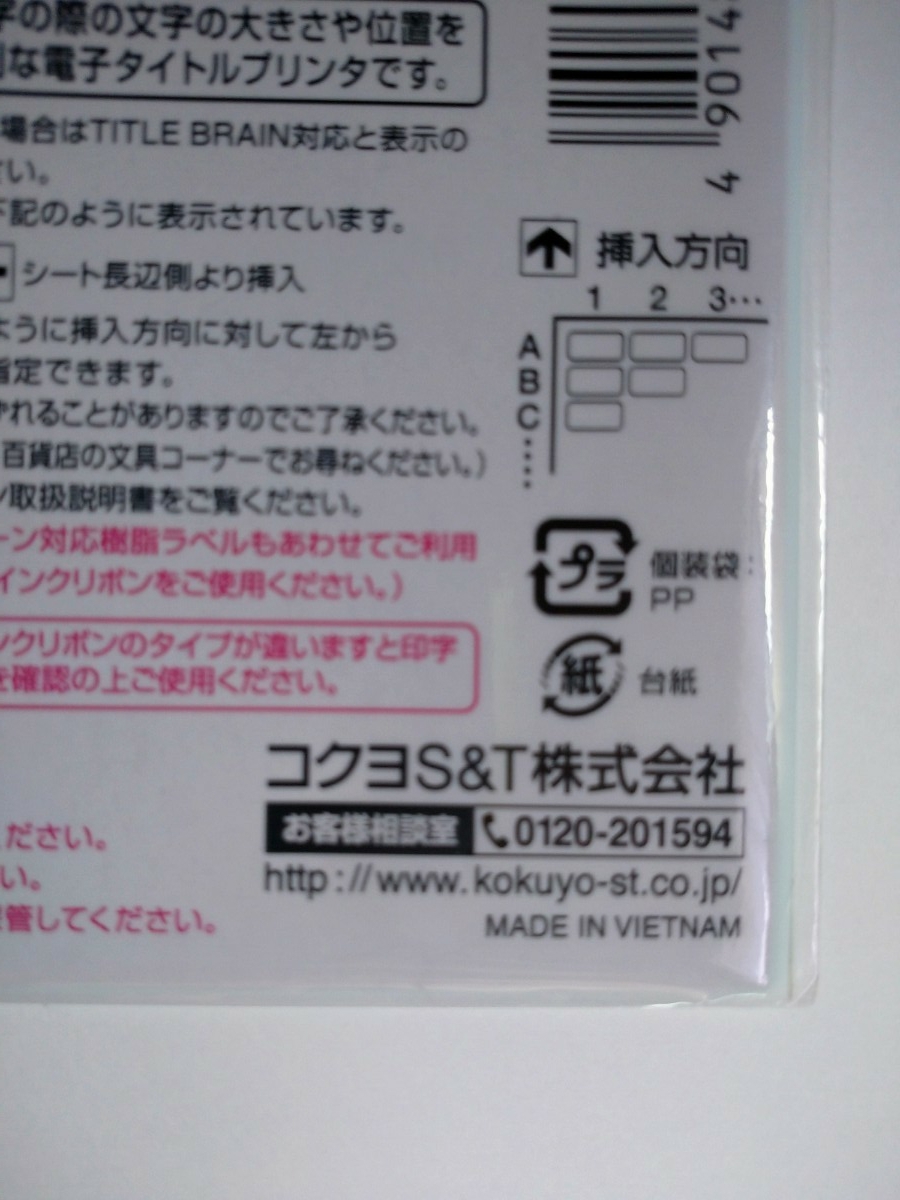 字の際の文字の大きさや位置を
な電子タイトルプリンタです。
場合はTITLE BRAIN対応と表示の
さい。
下記のように表示されています。
シート長辺側より挿入
ように挿入方向に対して左から
指定できます。
ずれることがありますのでご了承ください。
百貨店の文具コーナーでお尋ねください。)
ン取扱説明書をご覧ください。
ーン対応樹脂ラベルもあわせてご利用
インクリボンをご使用ください。)
ンクリボンのタイプが違いますと印字
を確認の上ご使用ください。
ください。
い。
保管してください。
4
挿入方向
1 2 3…
A
B
C
プラ
個装袋:
PP
紙
台紙
コクヨS&T株式会社
お客様相談室 0120-201594
http://www.kokuyo-st.co.jp/
MADE IN VIETNAM